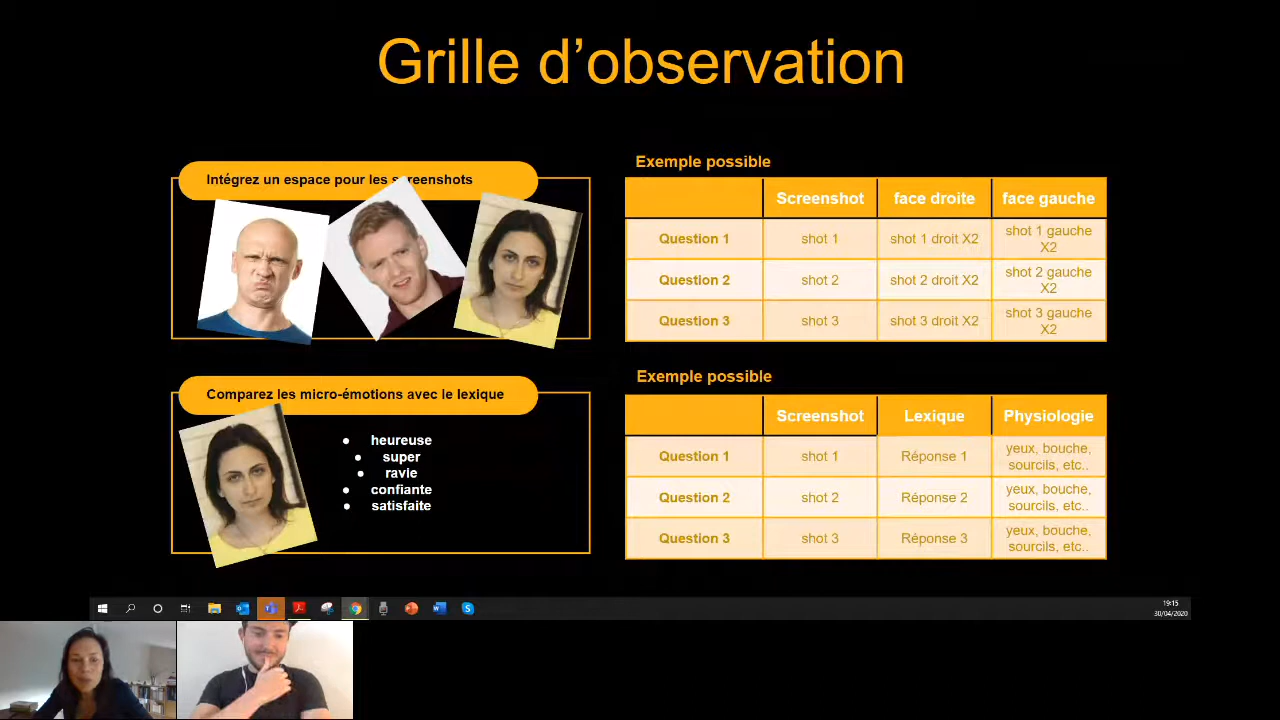 Grille d'observation
Intégrez un espace pour les screenshots
Exemple possible
Screenshot face droite face gauche
Question 1 shot 1 shot 1 droit X2 shot 1 gauche X2
Question 2 shot 2 shot 2 droit X2 shot 2 gauche X2
Question 3 shot 3 shot 3 droit X2 shot 3 gauche X2
Comparez les micro-émotions avec le lexique
heureuse
super
ravie
confiante
satisfaite
Exemple possible
Screenshot Lexique Physiologie
Question 1 shot 1 Réponse 1 yeux, bouche, sourcils, etc..
Question 2 shot 2 Réponse 2 yeux, bouche, sourcils, etc..
Question 3 shot 3 Réponse 3 yeux, bouche, sourcils, etc..
19:15
30/04/2020